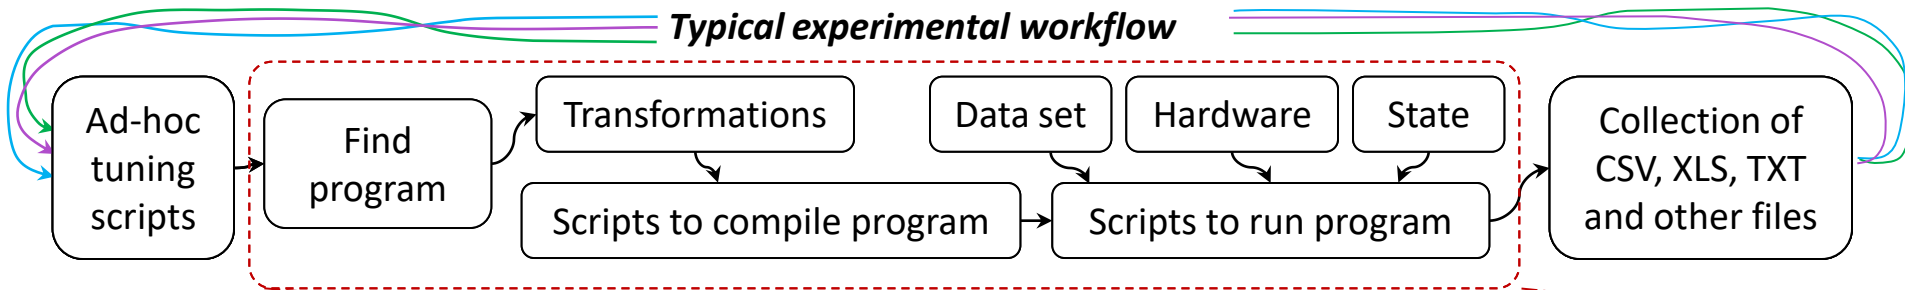 Typical experimental workflow
Ad-hoc
tuning
scripts
Find
program
Transformations
Data set
Hardware
State
Scripts to compile program
Scripts to run program
Collection of
CSV, XLS, TXT
and other files